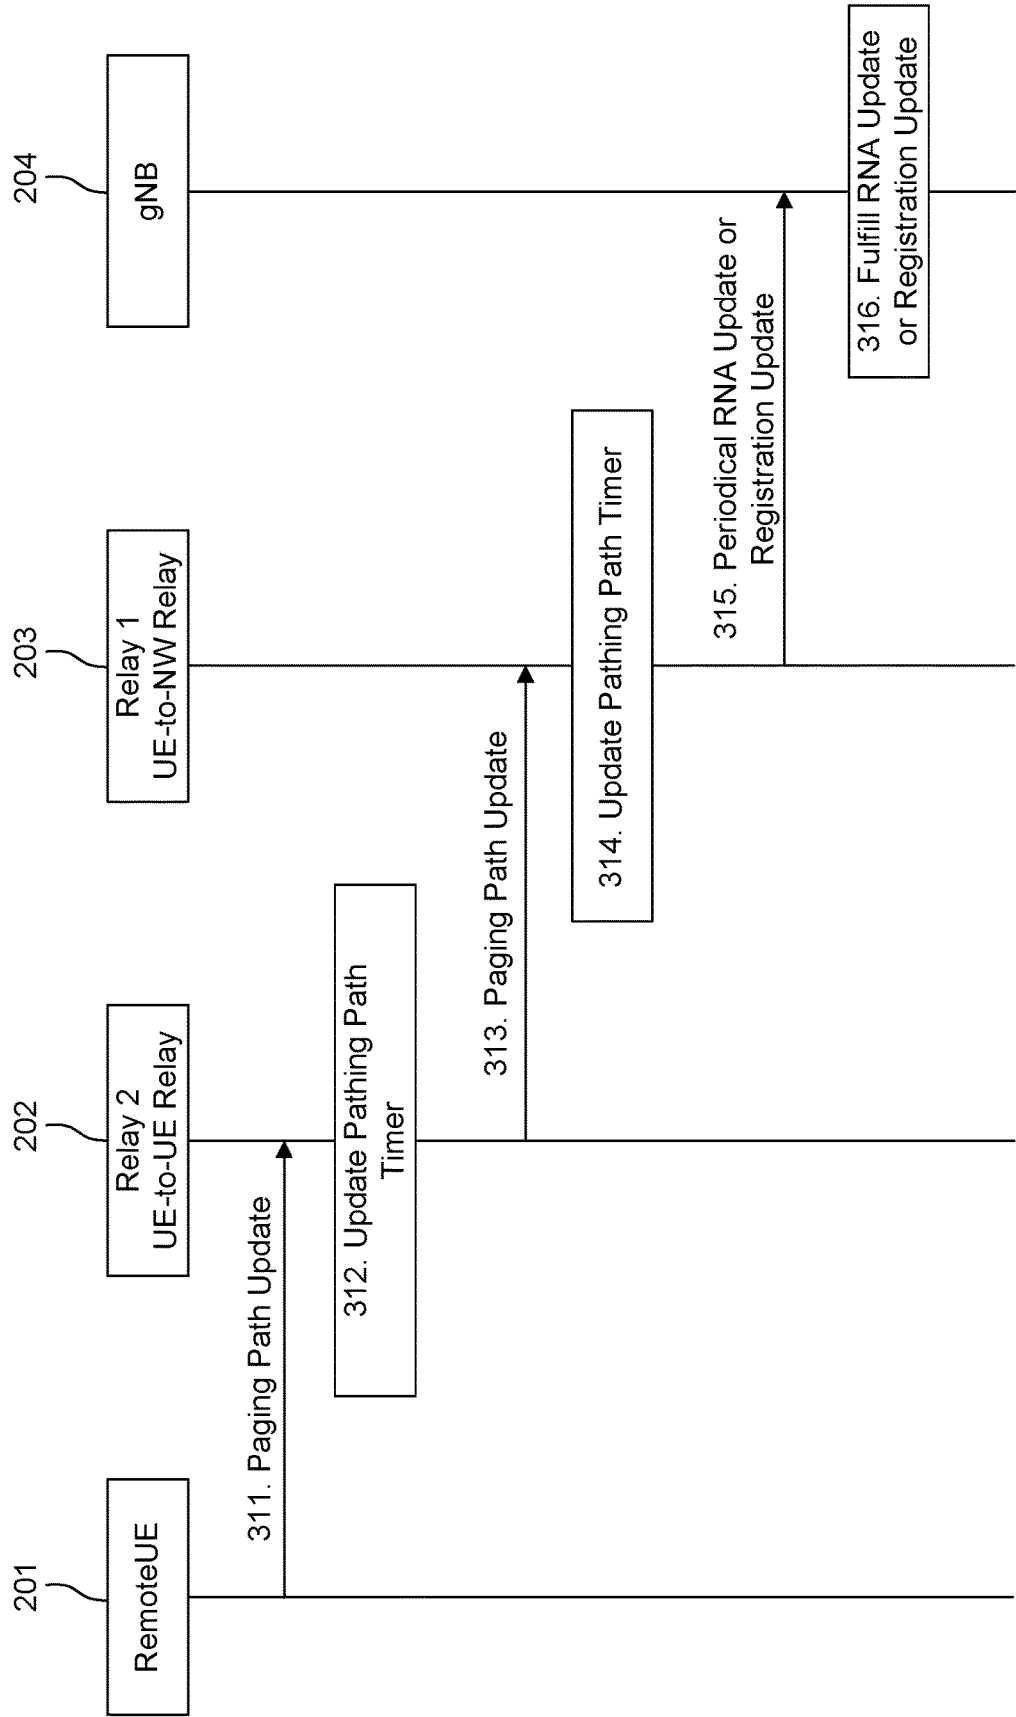 201
202
203
204
RemoteUE
Relay 2
UE-to-UE Relay
Relay 1
UE-to-NW Relay
gNB
311. Paging Path Update
312. Update Pathing Path
Timer
313. Paging Path Update
314. Update Pathing Path Timer
315. Periodical RNA Update or
Registration Update
316. Fulfill RNA Update
or Registration Update